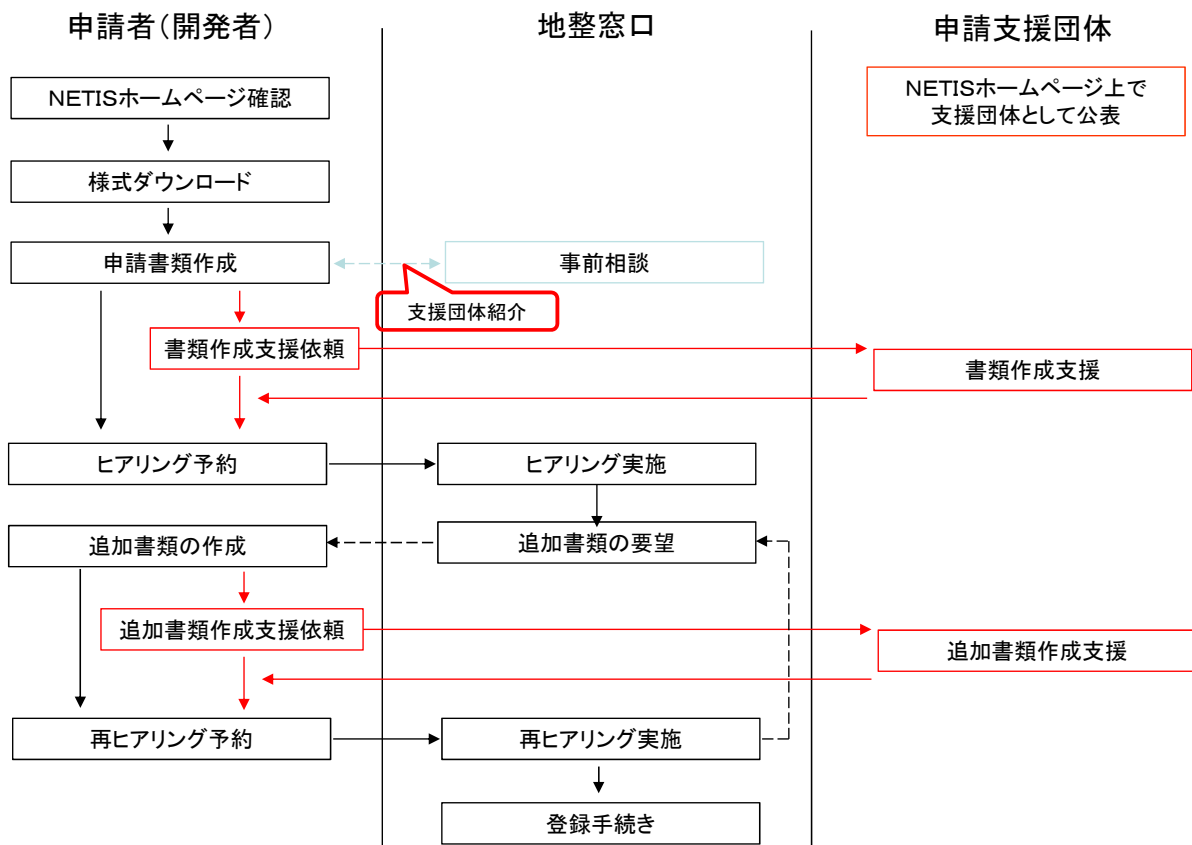 申請者（開発者）
地整窓口
申請支援団体
ＮＥＴＩＳホームページ確認
ＮＥＴＩＳホームページ上で
支援団体として公表
様式ダウンロード
申請書類作成
事前相談
支援団体紹介
書類作成支援依頼
書類作成支援
ヒアリング予約
ヒアリング実施
追加書類の作成
追加書類の要望
追加書類作成支援依頼
追加書類作成支援
再ヒアリング予約
再ヒアリング実施
登録手続き